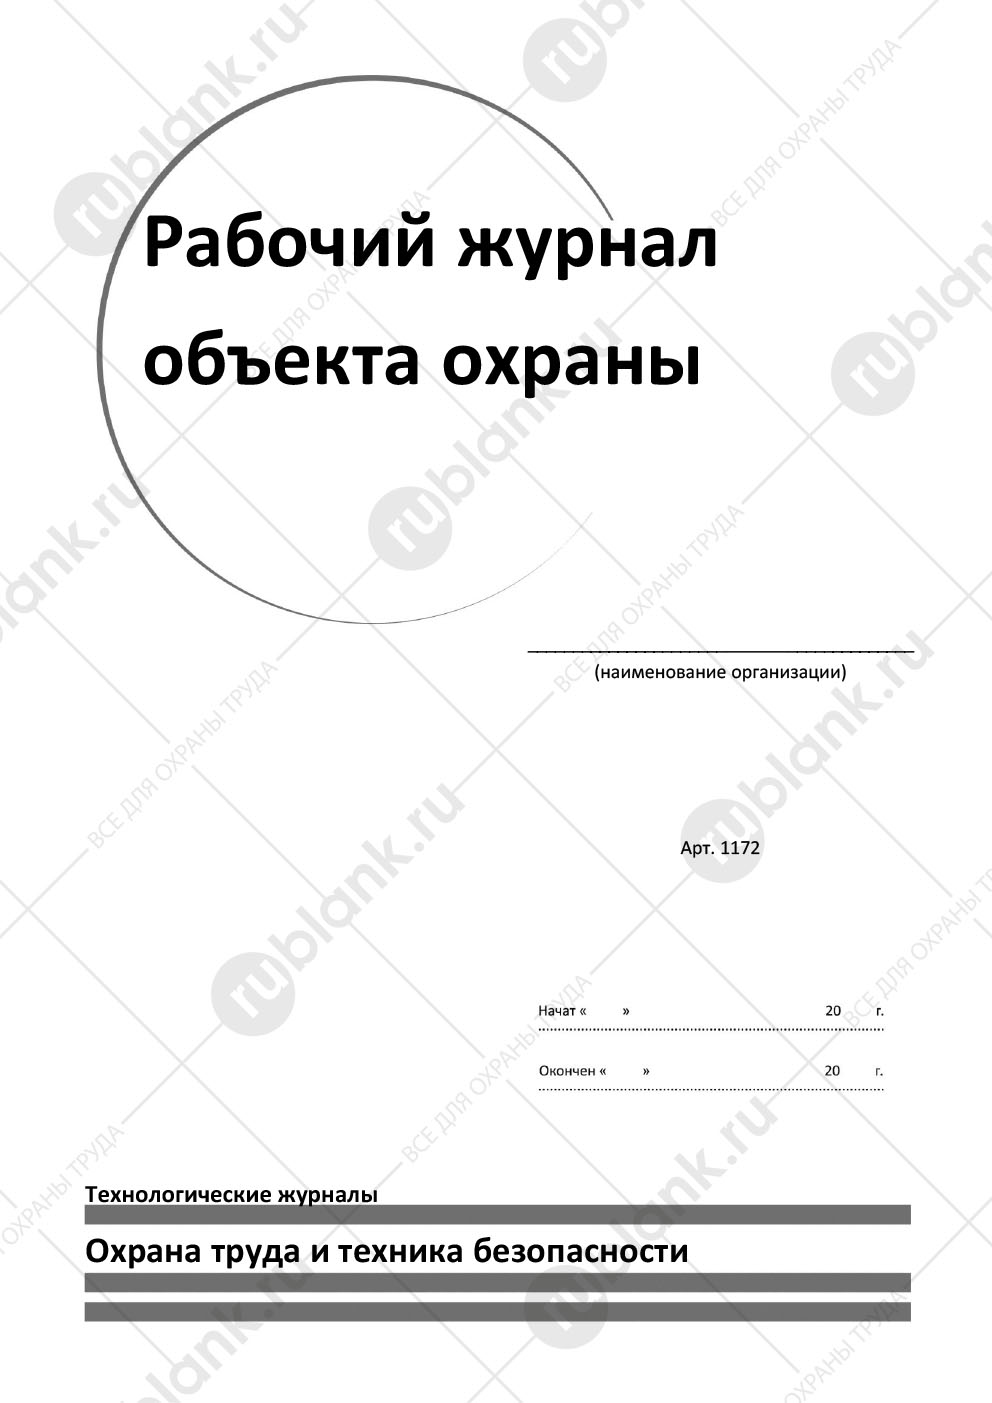 Рабочий журнал
объекта охраны
(наименование организации)
Арт. 1172
Начат « » 20 г.
Окончен « » 20 г.
Технологические журналы
Охрана труда и техника безопасности
rublank.ru
ВСЕ ДЛЯ ОХРАНЫ ТРУДА